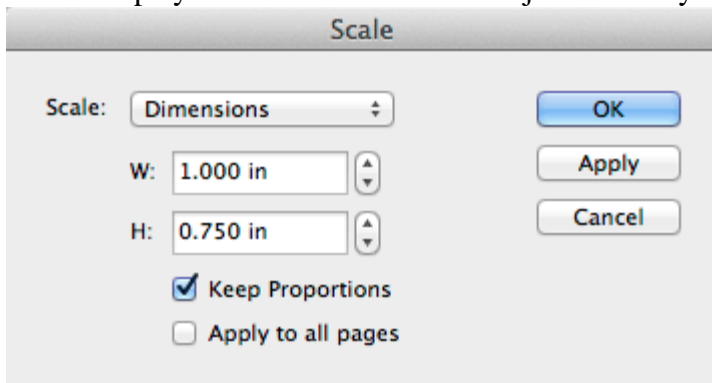 Scale
Scale: Dimensions
OK
W: 1.000 in
Apply
H: 0.750 in
Cancel
Keep Proportions
Apply to all pages